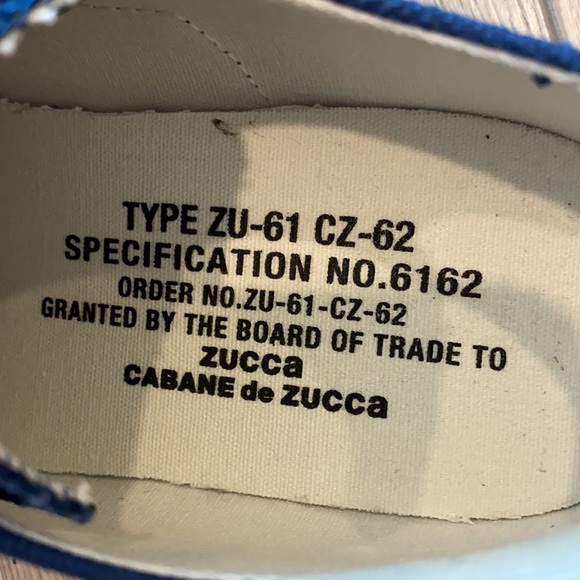 TYPE ZU-61 CZ-62
SPECIFICATION NO.6162
ORDER NO.ZU-61-CZ-62
GRANTED BY THE BOARD OF TRADE TO
ZUCCa
CABANE de ZUCCa